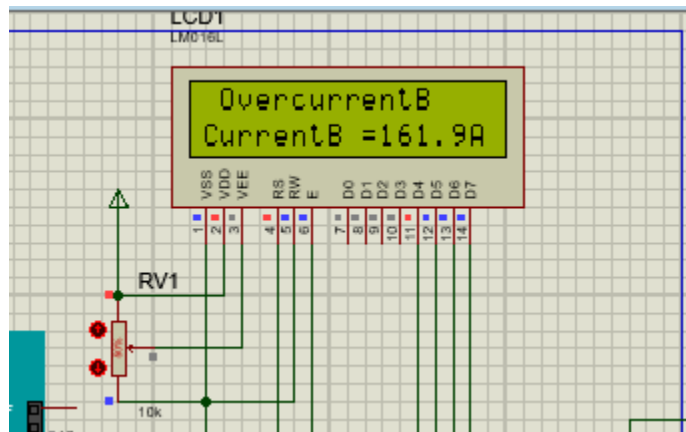 LCD1
LM016L
OvercurrentB
CurrentB =161.9A
VSS VDD VEE RS RW E D0 D1 D2 D3 D4 D5 D6 D7
1 2 3 4 5 6 7 8 9 10 11 12 13 14
RV1
10k